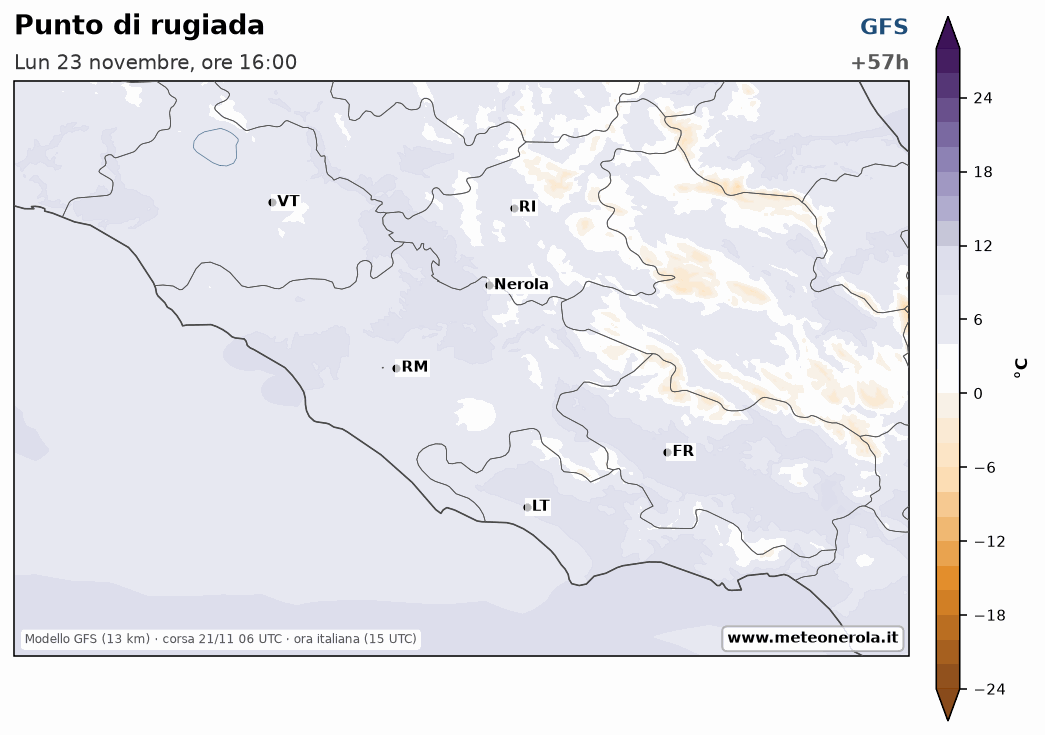 Punto di rugiada
GFS
Lun 23 novembre, ore 16:00
+57h
VT
RI
Nerola
RM
FR
LT
24
18
12
6
0
−6
−12
−18
−24
°C
Modello GFS (13 km) · corsa 21/11 06 UTC · ora italiana (15 UTC)
www.meteonerola.it